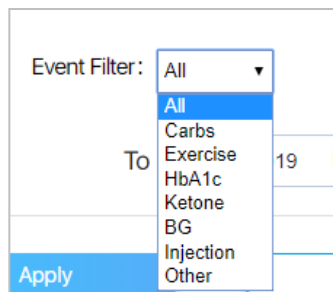 Event Filter: All
All
Carbs
Exercise
To 19
HbA1c
Ketone
BG
Injection
Apply
Other